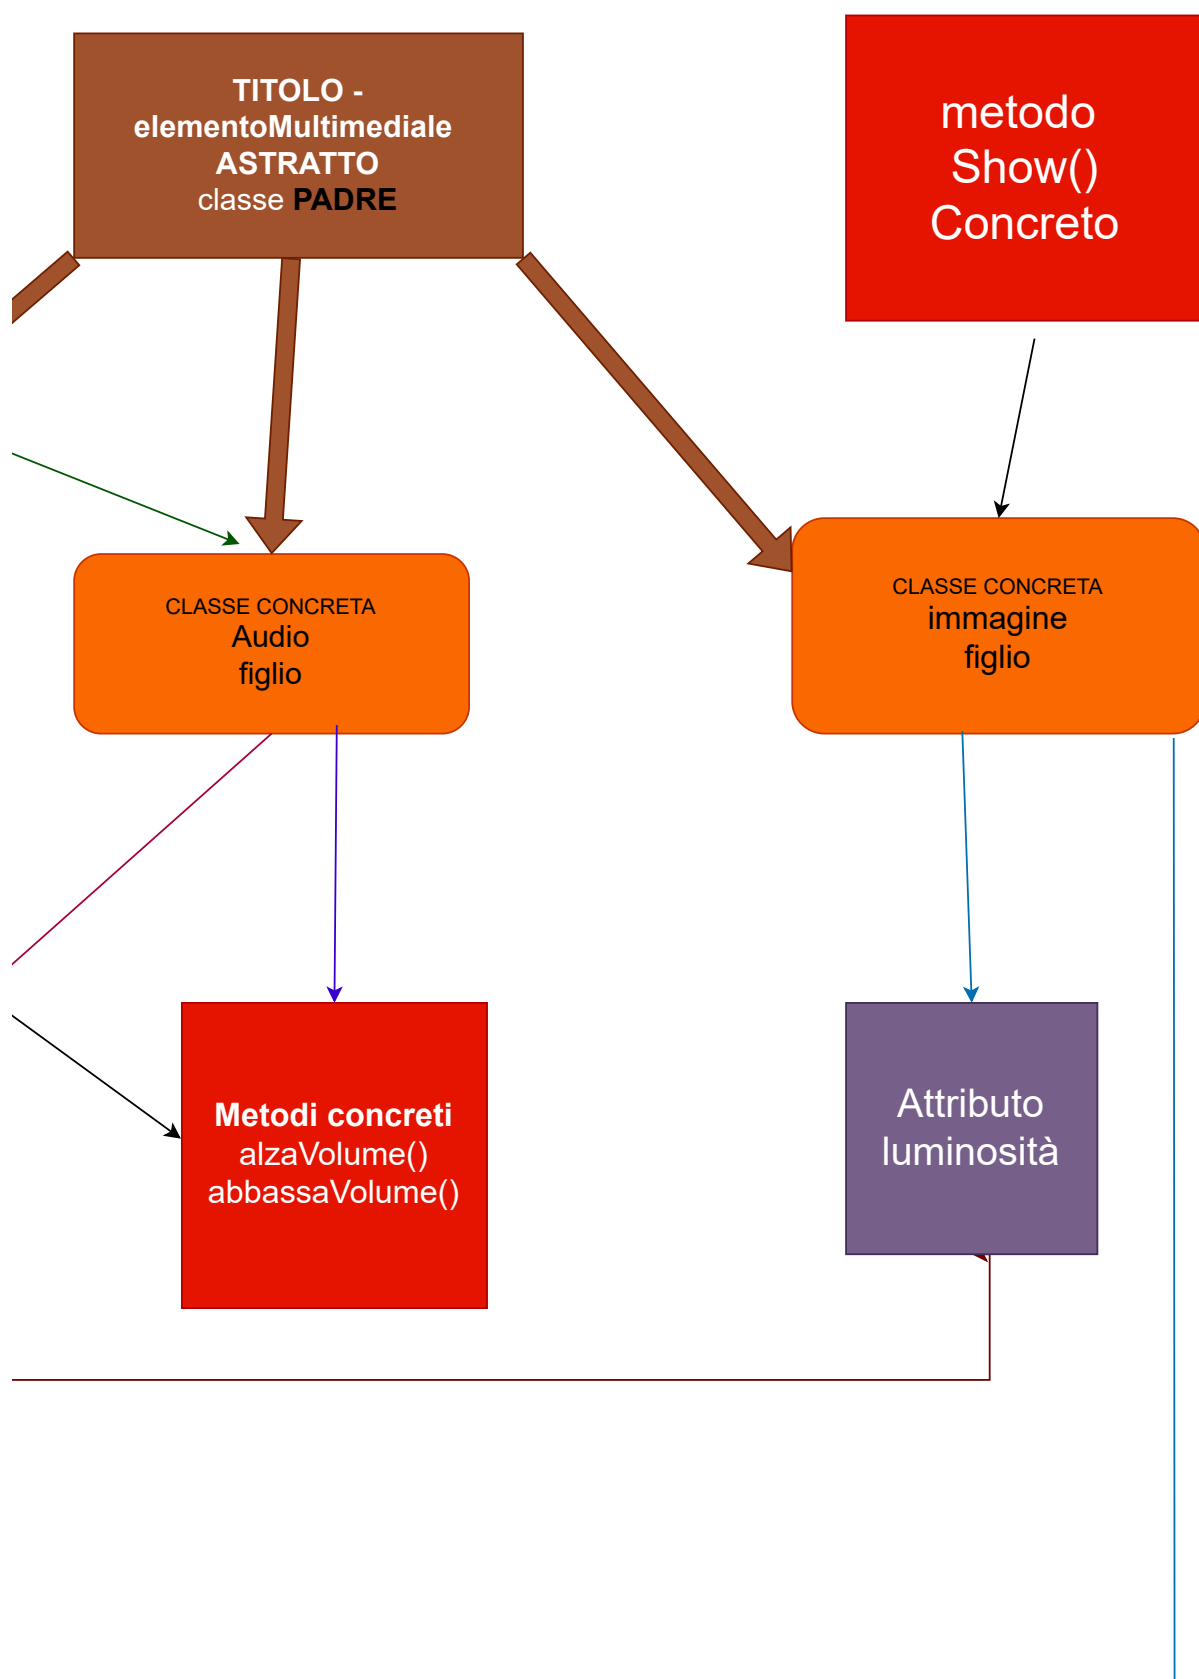 TITOLO -
elementoMultimediale
ASTRATTO
classe PADRE
metodo
Show()
Concreto
CLASSE CONCRETA
Audio
figlio
CLASSE CONCRETA
immagine
figlio
Metodi concreti
alzaVolume()
abbassaVolume()
Attributo
luminosità